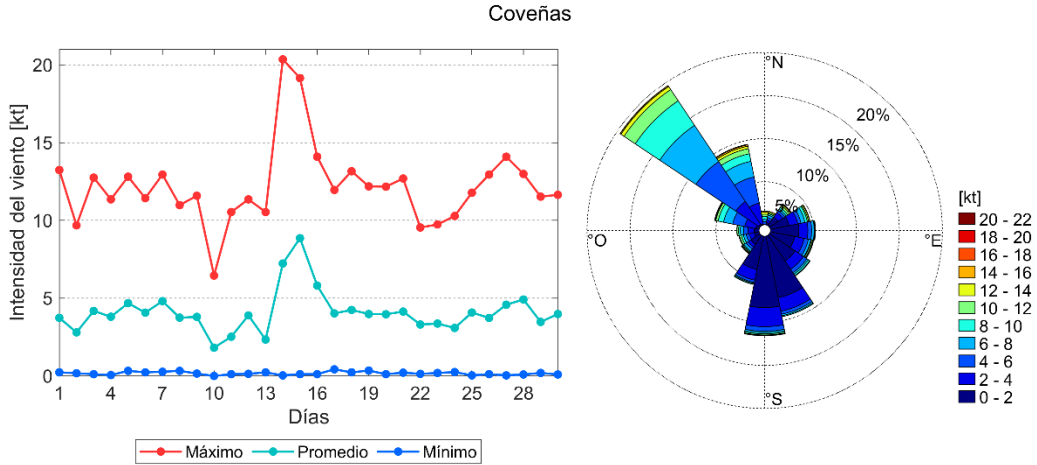 Coveñas
Intensidad del viento [kt]
20
15
10
5
0
1 4 7 10 13 16 19 22 25 28
Días
Máximo Promedio Mínimo
°N
20%
15%
10%
5%
°O
°E
°S
[kt]
20 - 22
18 - 20
16 - 18
14 - 16
12 - 14
10 - 12
8 - 10
6 - 8
4 - 6
2 - 4
0 - 2